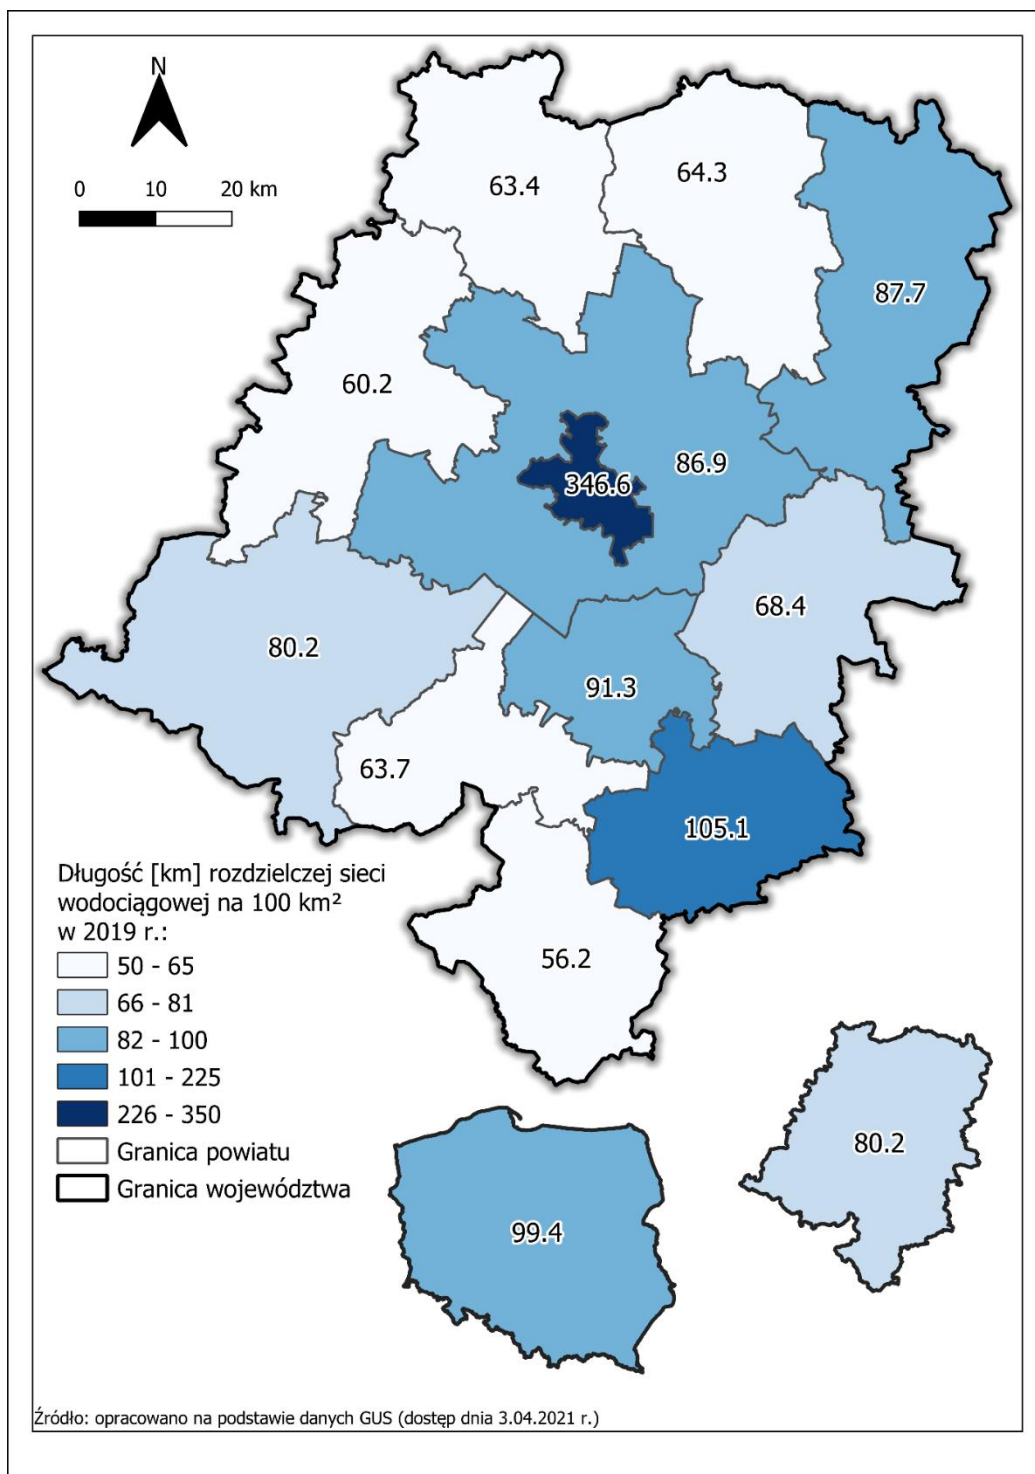 N
0 10 20 km
63.4
64.3
87.7
60.2
86.9
346.6
68.4
80.2
91.3
63.7
105.1
56.2
Długość [km] rozdzielczej sieci
wodociągowej na 100 km²
w 2019 r.:
50 - 65
66 - 81
82 - 100
101 - 225
226 - 350
Granica powiatu
Granica województwa
80.2
99.4
Źródło: opracowano na podstawie danych GUS (dostęp dnia 3.04.2021 r.)